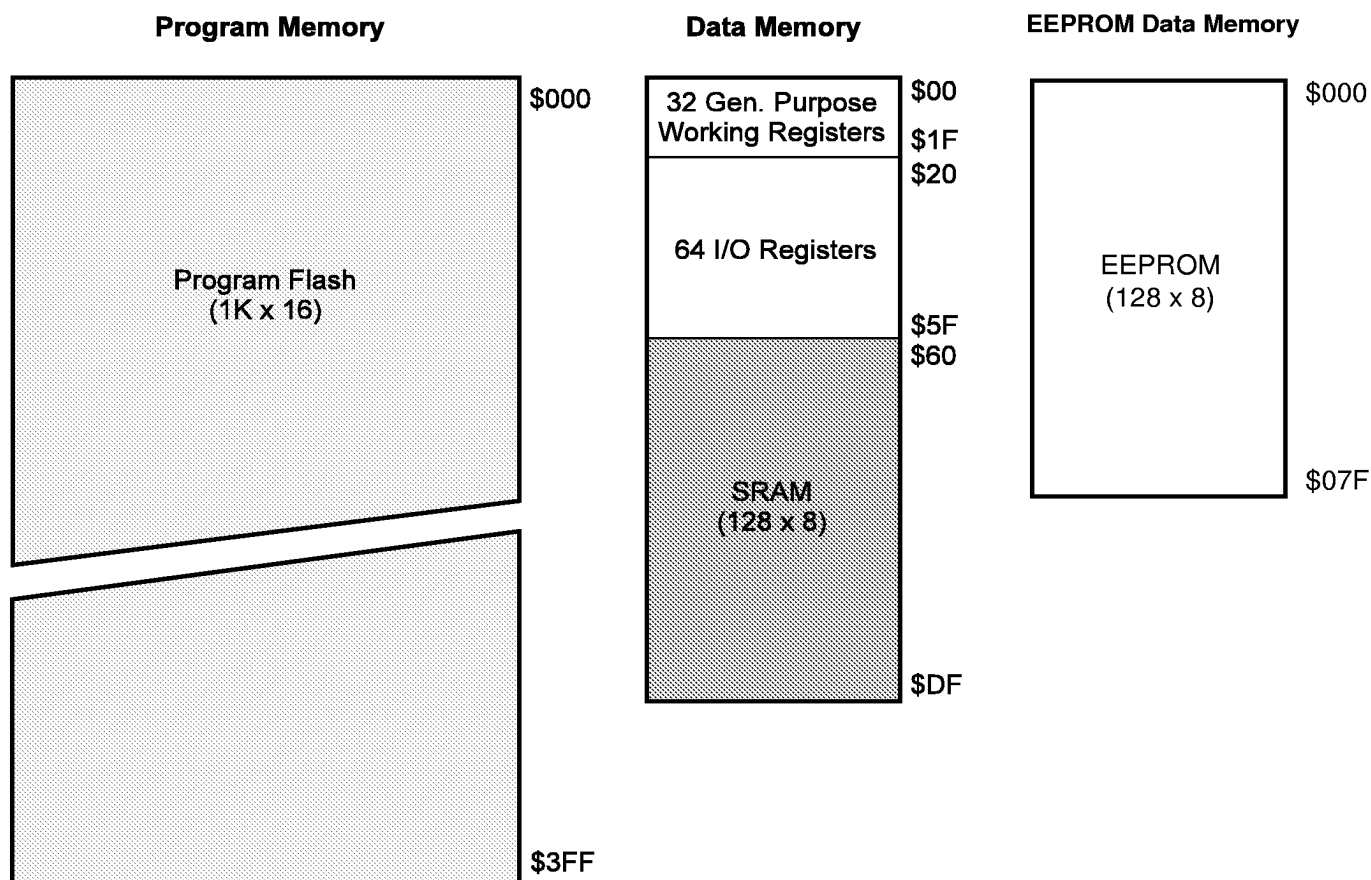 Program Memory
$000
Program Flash
(1K x 16)
$3FF
Data Memory
32 Gen. Purpose
Working Registers
$00
$1F
$20
64 I/O Registers
$5F
$60
SRAM
(128 x 8)
$DF
EEPROM Data Memory
$000
EEPROM
(128 x 8)
$07F